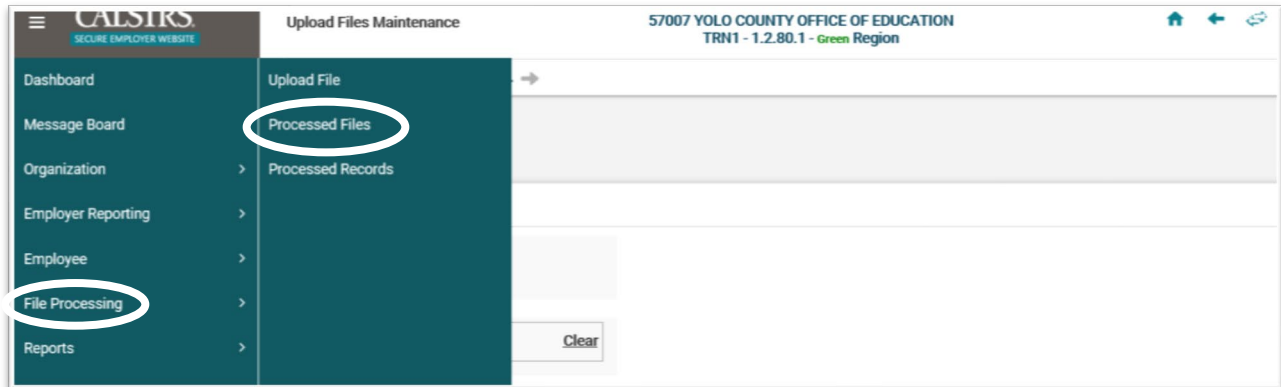 CALSTRS.
SECURE EMPLOYER WEBSITE
Upload Files Maintenance
57007 YOLO COUNTY OFFICE OF EDUCATION
TRN1 - 1.2.80.1 - Green Region
Dashboard
Message Board
Organization >
Employer Reporting >
Employee >
File Processing >
Reports >
Upload File
Processed Files
Processed Records
Clear